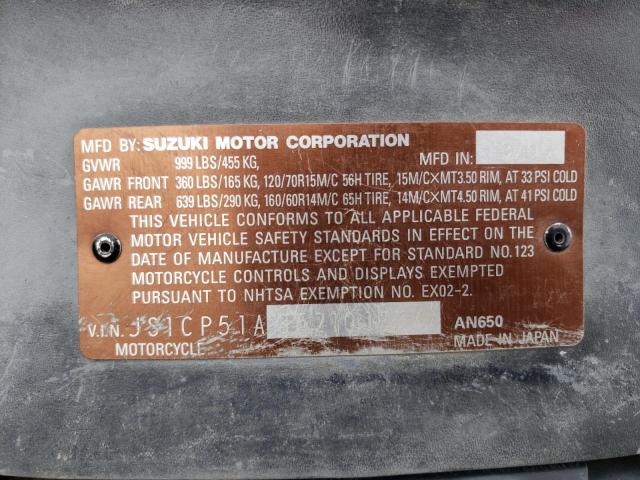 MFD BY: SUZUKI MOTOR CORPORATION
GVWR 999 LBS/455 KG, MFD IN:
GAWR FRONT 360 LBS/165 KG, 120/70R15M/C 56H TIRE, 15M/C×MT3.50 RIM, AT 33 PSI COLD
GAWR REAR 639 LBS/290 KG, 160/60R14M/C 65H TIRE, 14M/C×MT4.50 RIM, AT 41 PSI COLD
THIS VEHICLE CONFORMS TO ALL APPLICABLE FEDERAL
MOTOR VEHICLE SAFETY STANDARDS IN EFFECT ON THE
DATE OF MANUFACTURE EXCEPT FOR STANDARD NO.123
MOTORCYCLE CONTROLS AND DISPLAYS EXEMPTED
PURSUANT TO NHTSA EXEMPTION NO. EX02-2.
V.I.N. JS1CP51A AN650
MOTORCYCLE MADE IN JAPAN